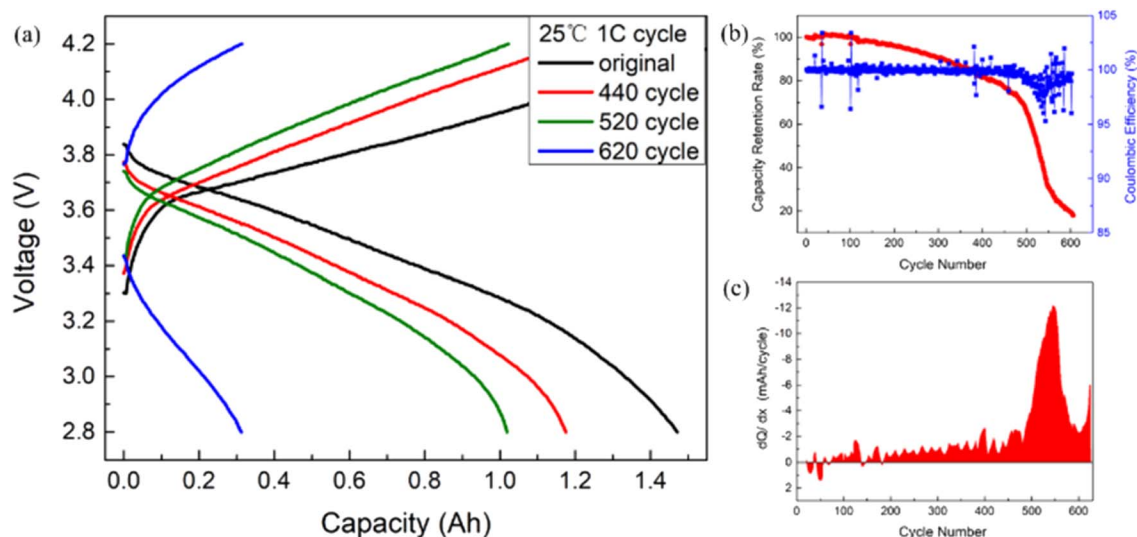 (a)
25℃ 1C cycle
original
440 cycle
520 cycle
620 cycle
4.2
4.0
3.8
3.6
3.4
3.2
3.0
2.8
Voltage (V)
0.0 0.2 0.4 0.6 0.8 1.0 1.2 1.4
Capacity (Ah)
(b)
100
80
60
40
20
Capacity Retention Rate (%)
105
100
95
90
85
Coulombic Efficiency (%)
0 100 200 300 400 500 600
Cycle Number
(c)
-14
-12
-10
-8
-6
-4
-2
0
2
dQ/ dx (mAh/cycle)
0 100 200 300 400 500 600
Cycle Number